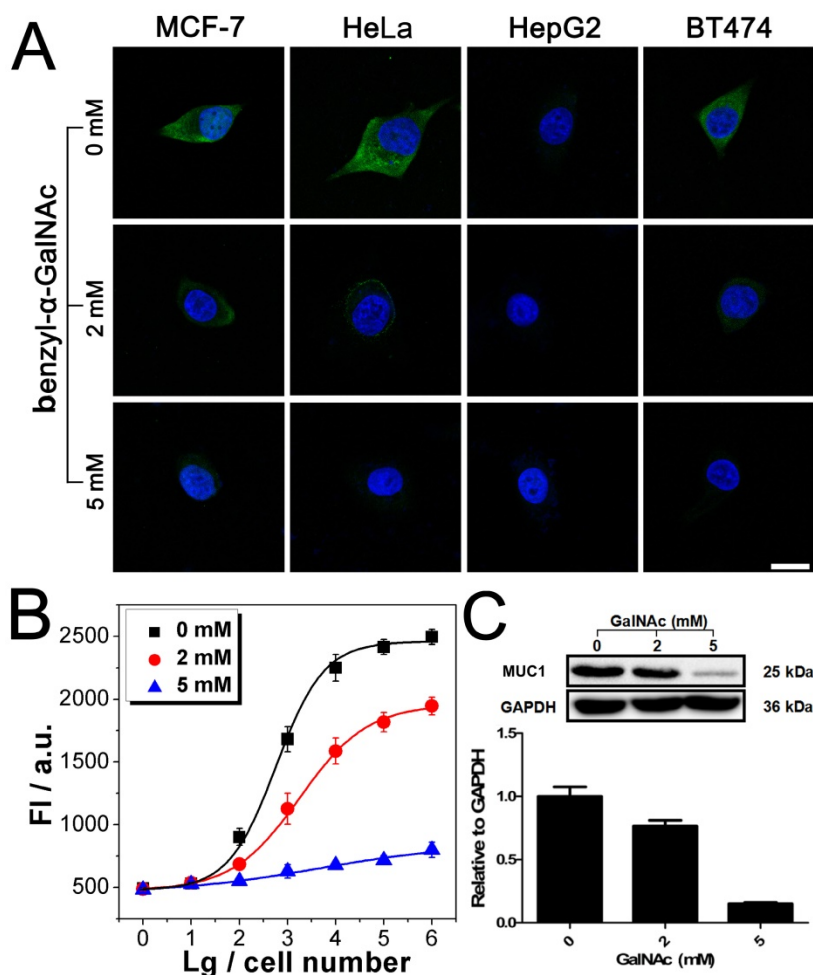 A
MCF-7 HeLa HepG2 BT474
benzyl-α-GalNAc
0 mM
2 mM
5 mM
B
0 mM
2 mM
5 mM
FI / a.u.
2500
2000
1500
1000
500
0 1 2 3 4 5 6
Lg / cell number
C
GalNAc (mM)
0 2 5
MUC1 25 kDa
GAPDH 36 kDa
Relative to GAPDH
1.5
1.0
0.5
0.0
0 2 5
GalNAc (mM)